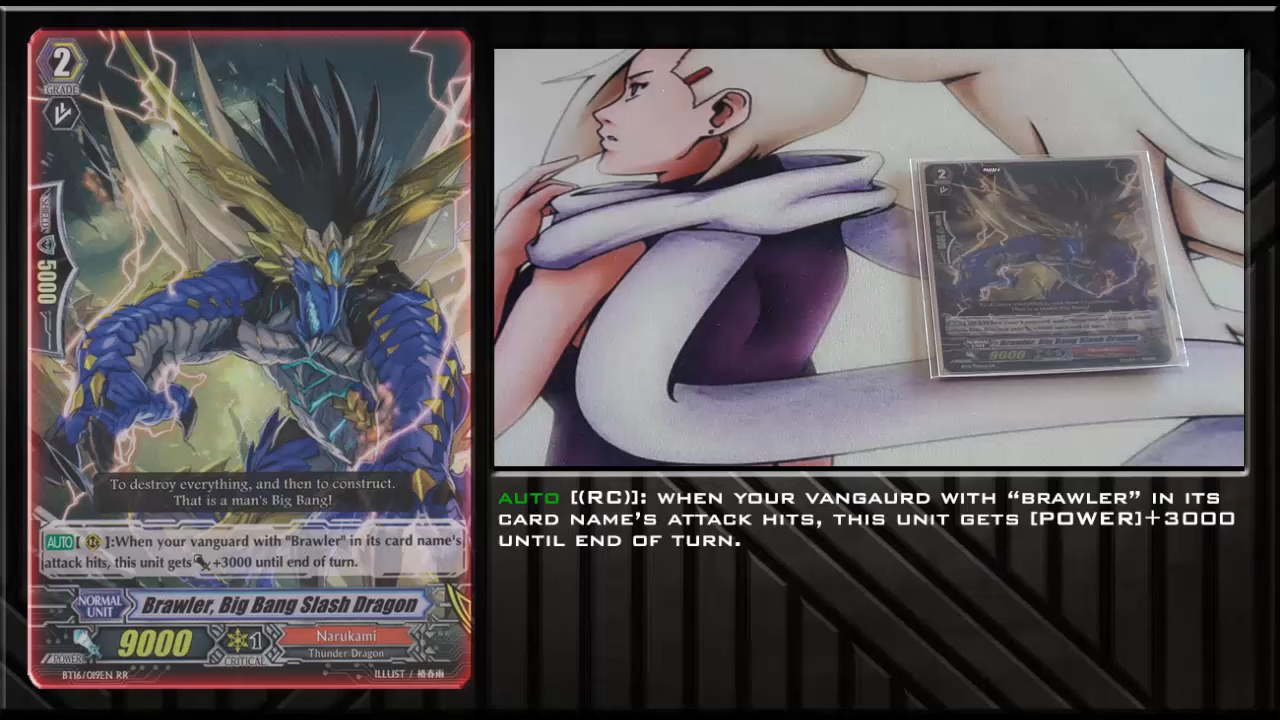 2
GRADE
SHIELD
5000
To destroy everything, and then to construct.
That is a man's Big Bang!
AUTO[ ]:When your vanguard with "Brawler" in its card name's
attack hits, this unit gets +3000 until end of turn.
NORMAL
UNIT
Brawler, Big Bang Slash Dragon
POWER
9000
1
CRITICAL
Narukami
Thunder Dragon
BT16/019EN RR
ILLUST / 椿春雨
2
Brawler, Big Bang Slash Dragon
9000
AUTO [(RC)]: WHEN YOUR VANGAURD WITH “BRAWLER” IN ITS
CARD NAME’S ATTACK HITS, THIS UNIT GETS [POWER]+3000
UNTIL END OF TURN.